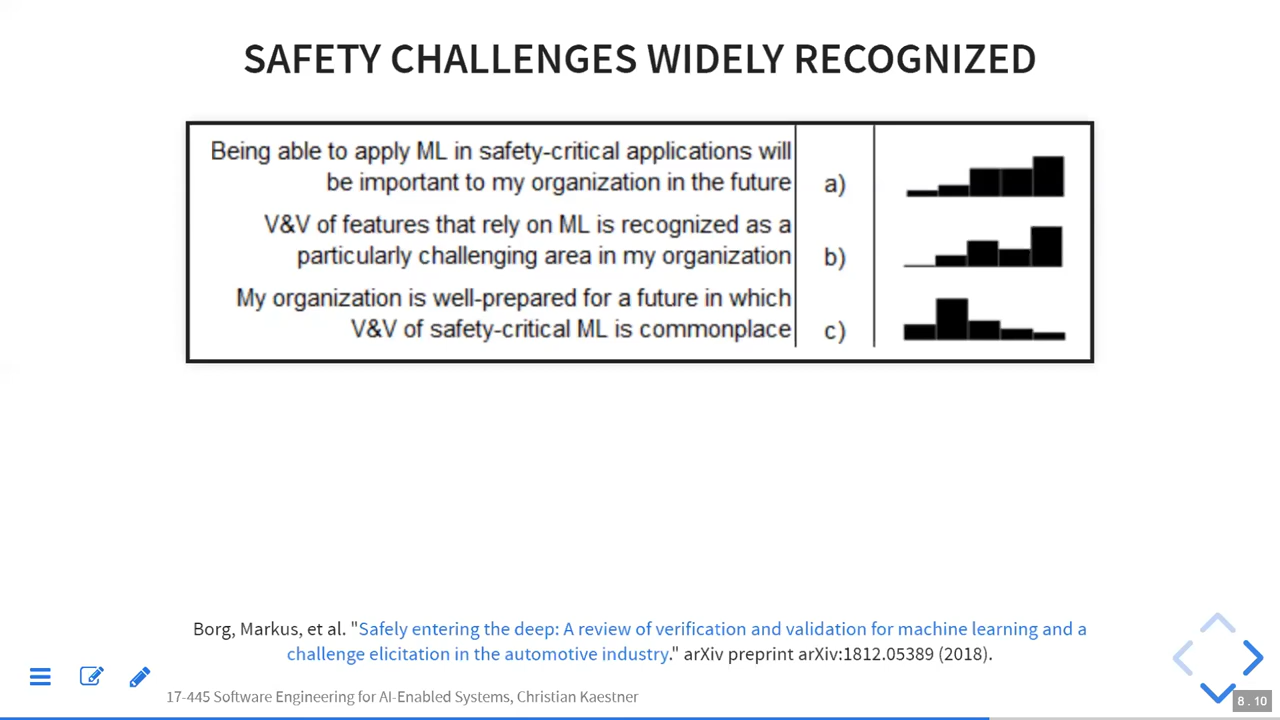 SAFETY CHALLENGES WIDELY RECOGNIZED
Being able to apply ML in safety-critical applications will
be important to my organization in the future
a)
V&V of features that rely on ML is recognized as a
particularly challenging area in my organization
b)
My organization is well-prepared for a future in which
V&V of safety-critical ML is commonplace
c)
Borg, Markus, et al. "Safely entering the deep: A review of verification and validation for machine learning and a
challenge elicitation in the automotive industry." arXiv preprint arXiv:1812.05389 (2018).
17-445 Software Engineering for AI-Enabled Systems, Christian Kaestner
8 . 10